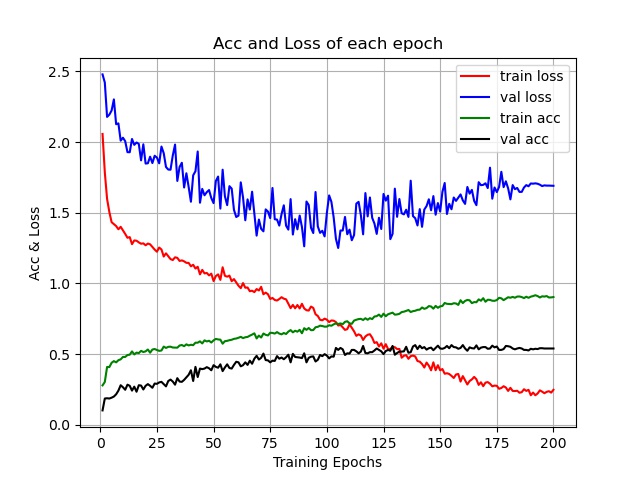 Acc and Loss of each epoch
2.5
2.0
1.5
1.0
0.5
0.0
Acc & Loss
train loss
val loss
train acc
val acc
0 25 50 75 100 125 150 175 200
Training Epochs